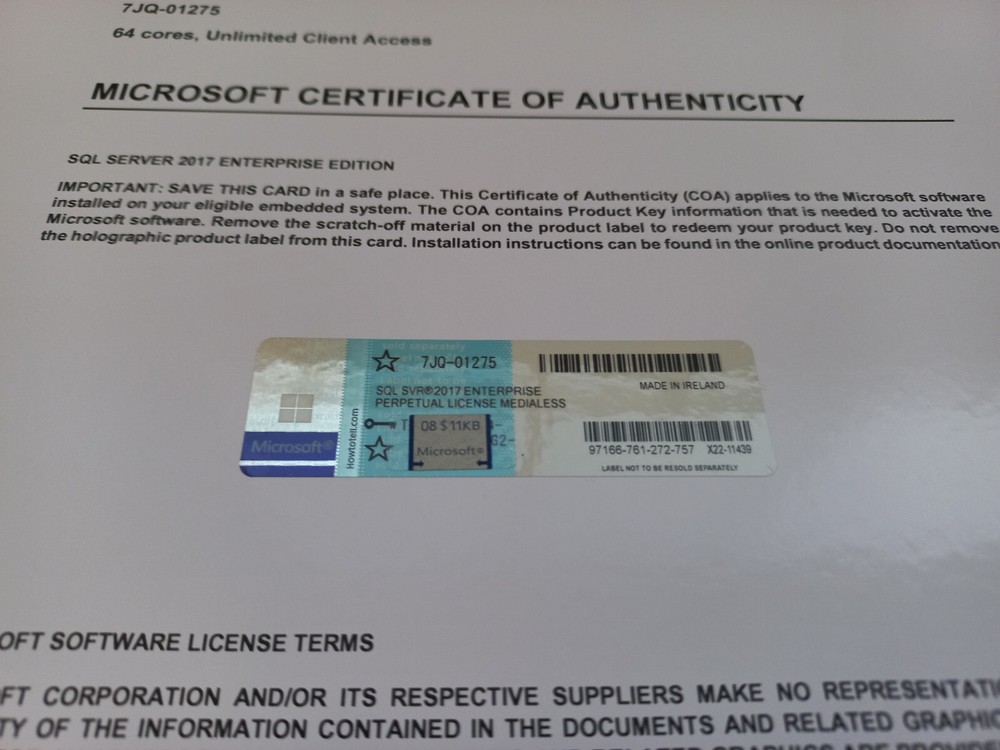 7JQ-01275
64 cores, Unlimited Client Access
MICROSOFT CERTIFICATE OF AUTHENTICITY
SQL SERVER 2017 ENTERPRISE EDITION
IMPORTANT: SAVE THIS CARD in a safe place. This Certificate of Authenticity (COA) applies to the Microsoft software
installed on your eligible embedded system. The COA contains Product Key information that is needed to activate the
Microsoft software. Remove the scratch-off material on the product label to redeem your product key. Do not remove
the holographic product label from this card. Installation instructions can be found in the online product documentation
sold separately
7JQ-01275
MADE IN IRELAND
SQL SVR®2017 ENTERPRISE
PERPETUAL LICENSE MEDIALESS
Howtotell.com
T 08 $ 11KB
G2-
Microsoft®
Microsoft®
97166-761-272-757 X22-11439
LABEL NOT TO BE RESOLD SEPARATELY
OFT SOFTWARE LICENSE TERMS
FT CORPORATION AND/OR ITS RESPECTIVE SUPPLIERS MAKE NO REPRESENTATI
TY OF THE INFORMATION CONTAINED IN THE DOCUMENTS AND RELATED GRAPHIC